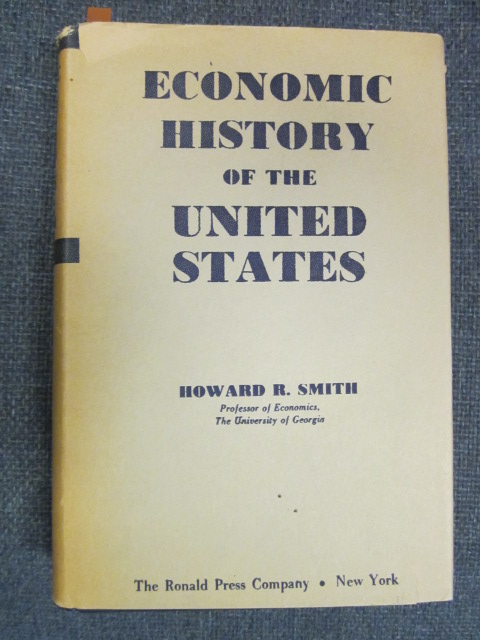 ECONOMIC
HISTORY
OF THE
UNITED
STATES
HOWARD R. SMITH
Professor of Economics,
The University of Georgia
The Ronald Press Company • New York